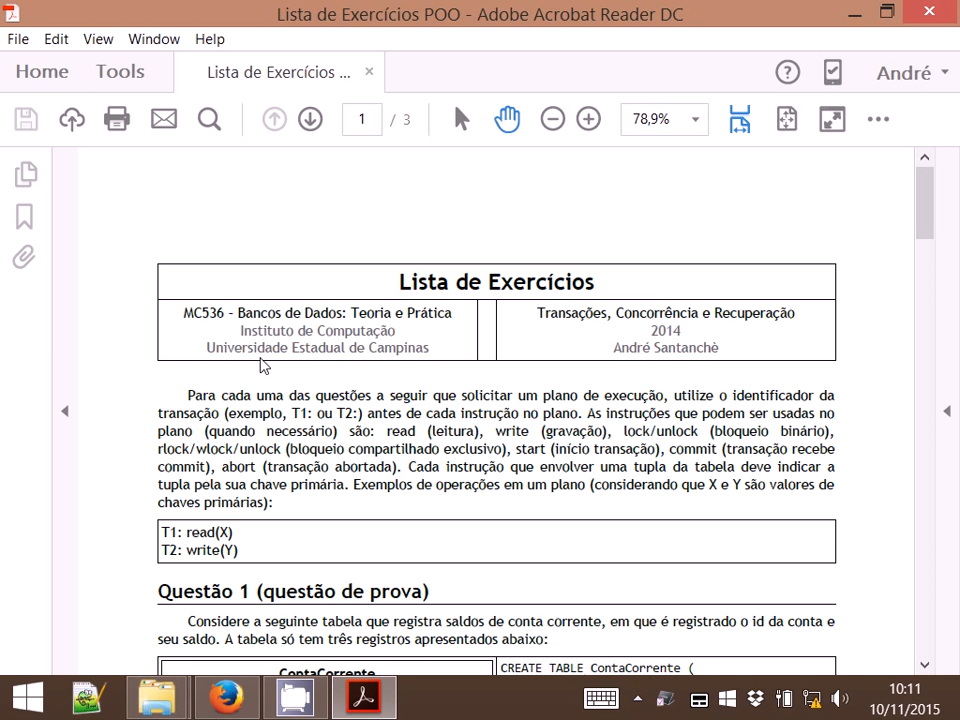 Lista de Exercícios POO - Adobe Acrobat Reader DC
File Edit View Window Help
Home Tools Lista de Exercícios ... × ? André
1 / 3 78,9%
Lista de Exercícios
MC536 – Bancos de Dados: Teoria e Prática
Instituto de Computação
Universidade Estadual de Campinas
Transações, Concorrência e Recuperação
2014
André Santanchè
Para cada uma das questões a seguir que solicitar um plano de execução, utilize o identificador da
transação (exemplo, T1: ou T2:) antes de cada instrução no plano. As instruções que podem ser usadas no
plano (quando necessário) são: read (leitura), write (gravação), lock/unlock (bloqueio binário),
rlock/wlock/unlock (bloqueio compartilhado exclusivo), start (início transação), commit (transação recebe
commit), abort (transação abortada). Cada instrução que envolver uma tupla da tabela deve indicar a
tupla pela sua chave primária. Exemplos de operações em um plano (considerando que X e Y são valores de
chaves primárias):
T1: read(X)
T2: write(Y)
Questão 1 (questão de prova)
Considere a seguinte tabela que registra saldos de conta corrente, em que é registrado o id da conta e
seu saldo. A tabela só tem três registros apresentados abaixo:
ContaCorrente
CREATE TABLE ContaCorrente (
10:11
10/11/2015